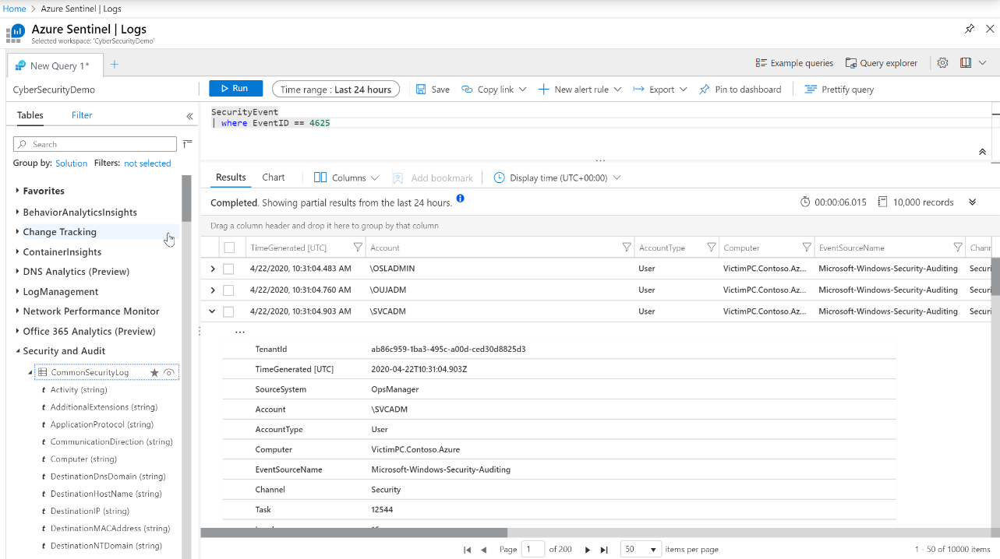 Home > Azure Sentinel | Logs
Azure Sentinel | Logs
Selected workspace: 'CyberSecurityDemo'
New Query 1*
Example queries
Query explorer
CyberSecurityDemo
Run
Time range : Last 24 hours
Save
Copy link
New alert rule
Export
Pin to dashboard
Prettify query
Tables
Filter
Search
Group by: Solution Filters: not selected
Favorites
BehaviorAnalyticsInsights
Change Tracking
ContainerInsights
DNS Analytics (Preview)
LogManagement
Network Performance Monitor
Office 365 Analytics (Preview)
Security and Audit
CommonSecurityLog
t Activity (string)
t AdditionalExtensions (string)
t ApplicationProtocol (string)
t CommunicationDirection (string)
t Computer (string)
t DestinationDnsDomain (string)
t DestinationHostName (string)
t DestinationIP (string)
t DestinationMACAddress (string)
t DestinationNTDomain (string)
SecurityEvent
| where EventID == 4625
Results
Chart
Columns
Add bookmark
Display time (UTC+00:00)
Completed. Showing partial results from the last 24 hours.
00:00:06.015
10,000 records
Drag a column header and drop it here to group by that column
TimeGenerated [UTC] Account AccountType Computer EventSourceName Chann
4/22/2020, 10:31:04.483 AM \OSLADMIN User VictimPC.Contoso.Az... Microsoft-Windows-Security-Auditing Securi
4/22/2020, 10:31:04.760 AM \OUJADM User VictimPC.Contoso.Az... Microsoft-Windows-Security-Auditing Securi
4/22/2020, 10:31:04.903 AM \SVCADM User VictimPC.Contoso.Az... Microsoft-Windows-Security-Auditing Securi
...
TenantId ab86c959-1ba3-495c-a00d-ced30d8825d3
TimeGenerated [UTC] 2020-04-22T10:31:04.903Z
SourceSystem OpsManager
Account \SVCADM
AccountType User
Computer VictimPC.Contoso.Azure
EventSourceName Microsoft-Windows-Security-Auditing
Channel Security
Task 12544
Page 1 of 200
50 items per page
1 - 50 of 10000 items